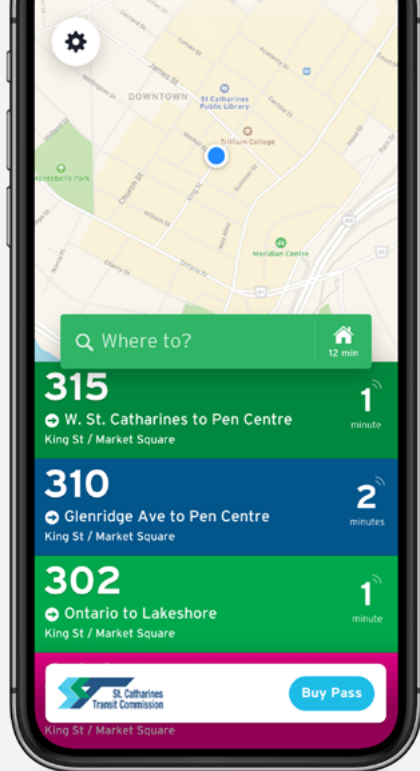 James St
DOWNTOWN
St Catharines
Public Library
Trillium College
Montebello Park
Church St
King St
Meridian Centre
Where to?
12 min
315
W. St. Catharines to Pen Centre
King St / Market Square
1
minute
310
Glenridge Ave to Pen Centre
King St / Market Square
2
minutes
302
Ontario to Lakeshore
King St / Market Square
1
minute
St. Catharines
Transit Commission
Buy Pass
King St / Market Square